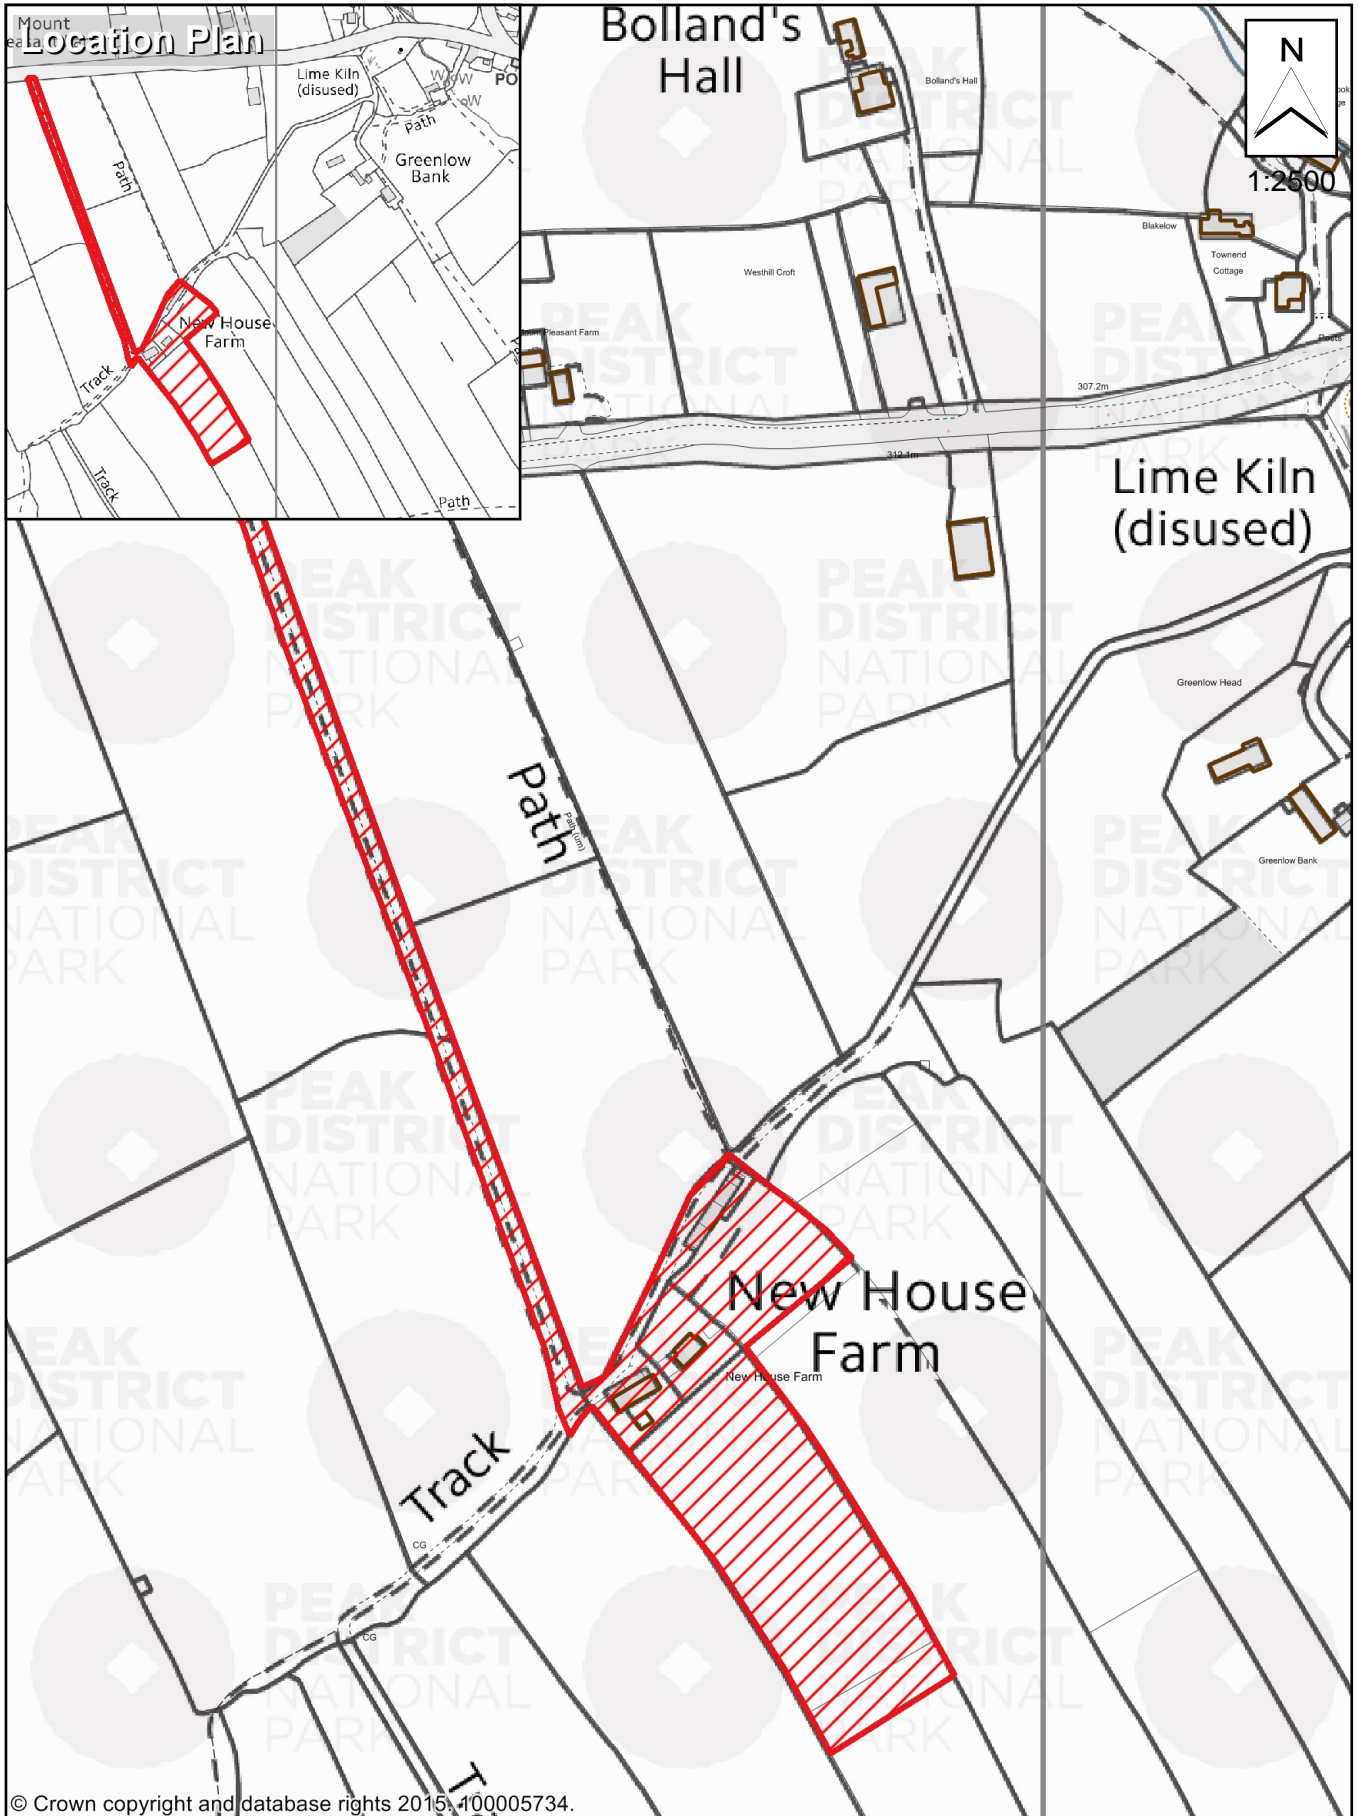 Mount
Location Plan
Lime Kiln
(disused)
PO
Path
Path
Greenlow
Bank
New House
Farm
Track
Track
Path
Bolland's
Hall
Bolland's Hall
N
1:2500
Blakelow
Townend
Cottage
Westhill Croft
Mount Pleasant Farm
Posts
307.2m
312.1m
Lime Kiln
(disused)
Greenlow Head
Greenlow Bank
Path
Path (um)
New House
Farm
New House Farm
Track
CG
CG
PEAK
DISTRICT
NATIONAL
PARK
© Crown copyright and database rights 2015. 100005734.